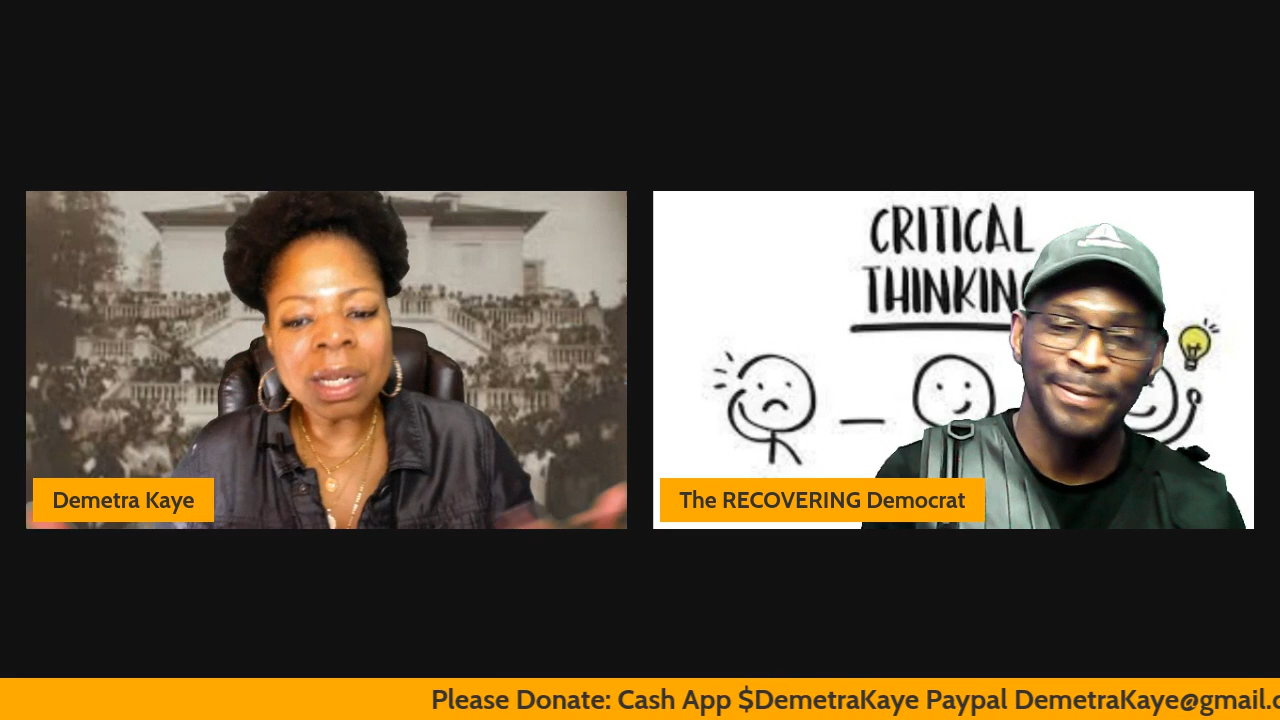 CRITICAL
THINKIN
Demetra Kaye
The RECOVERING Democrat
Please Donate: Cash App $DemetraKaye Paypal DemetraKaye@gmail.c